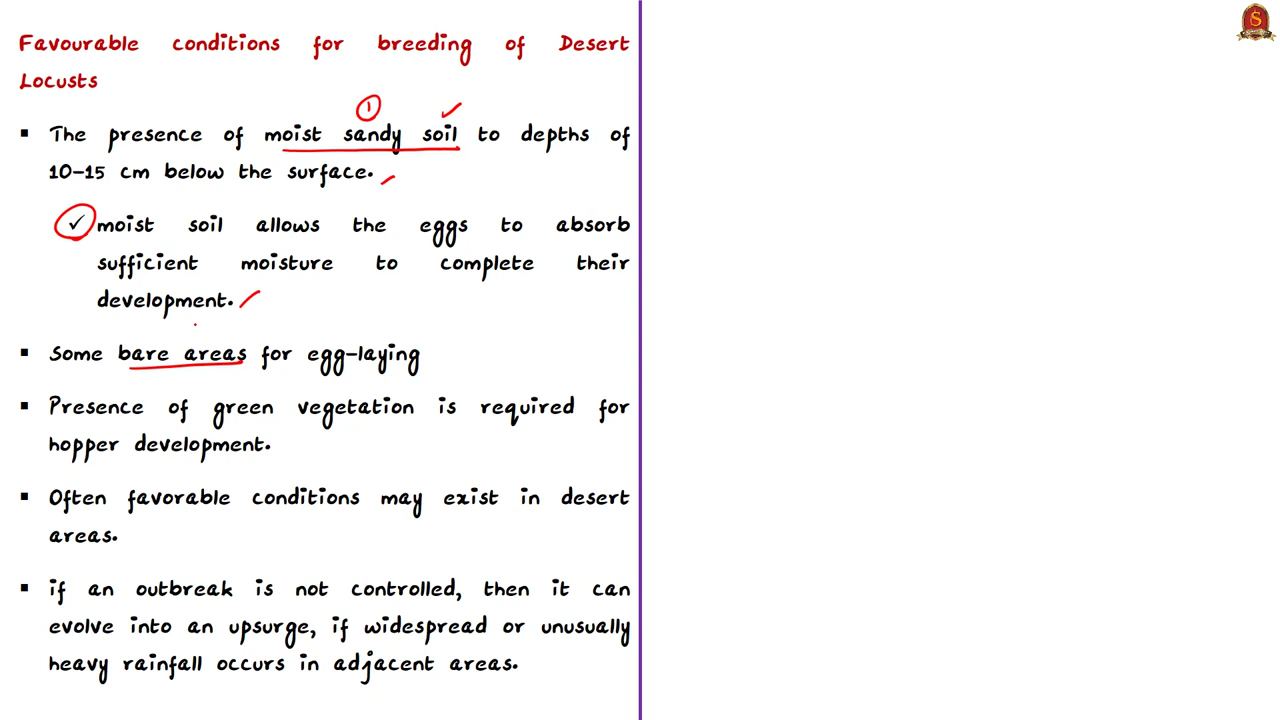 Favourable conditions for breeding of Desert
Locusts
①
▪ The presence of moist sandy soil to depths of
10-15 cm below the surface.
✓ moist soil allows the eggs to absorb
sufficient moisture to complete their
development.
▪ Some bare areas for egg-laying
▪ Presence of green vegetation is required for
hopper development.
▪ Often favorable conditions may exist in desert
areas.
▪ if an outbreak is not controlled, then it can
evolve into an upsurge, if widespread or unusually
heavy rainfall occurs in adjacent areas.
S